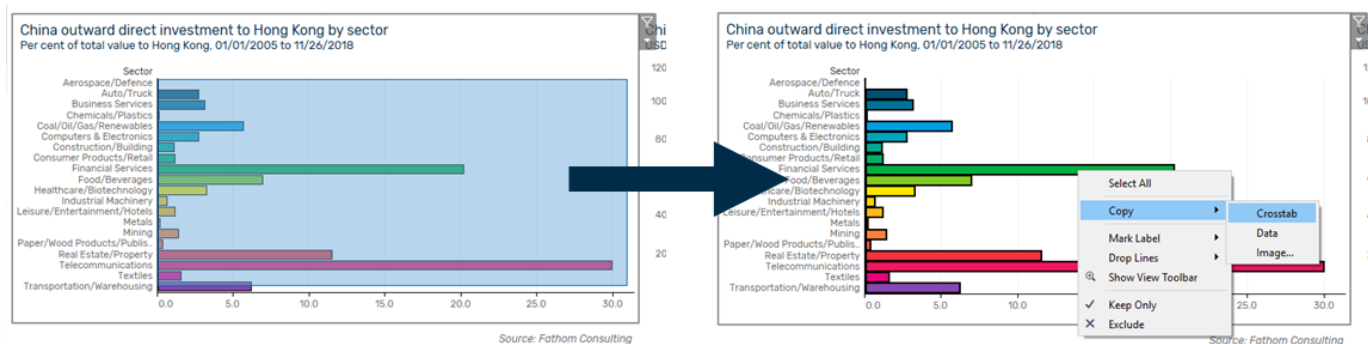 China outward direct investment to Hong Kong by sector
Per cent of total value to Hong Kong, 01/01/2005 to 11/26/2018
Chi
USD
Sector
Aerospace/Defence
Auto/Truck
Business Services
Chemicals/Plastics
Coal/Oil/Gas/Renewables
Computers & Electronics
Construction/Building
Consumer Products/Retail
Financial Services
Food/Beverages
Healthcare/Biotechnology
Industrial Machinery
Leisure/Entertainment/Hotels
Metals
Mining
Paper/Wood Products/Publis..
Real Estate/Property
Telecommunications
Textiles
Transportation/Warehousing
0.0 5.0 10.0 15.0 20.0 25.0 30.0
120
100
80
60
40
20
Source: Fathom Consulting
China outward direct investment to Hong Kong by sector
Per cent of total value to Hong Kong, 01/01/2005 to 11/26/2018
Sector
Aerospace/Defence
Auto/Truck
Business Services
Chemicals/Plastics
Coal/Oil/Gas/Renewables
Computers & Electronics
Construction/Building
Consumer Products/Retail
Financial Services
Food/Beverages
hcare/Biotechnology
Industrial Machinery
Leisure/Entertainment/Hotels
Metals
Mining
Paper/Wood Products/Publis..
Real Estate/Property
Telecommunications
Textiles
Transportation/Warehousing
0.0 5.0 10.0 25.0 30.0
Select All
Copy
Mark Label
Drop Lines
Show View Toolbar
Keep Only
Exclude
Crosstab
Data
Image...
Source: Fathom Consulting